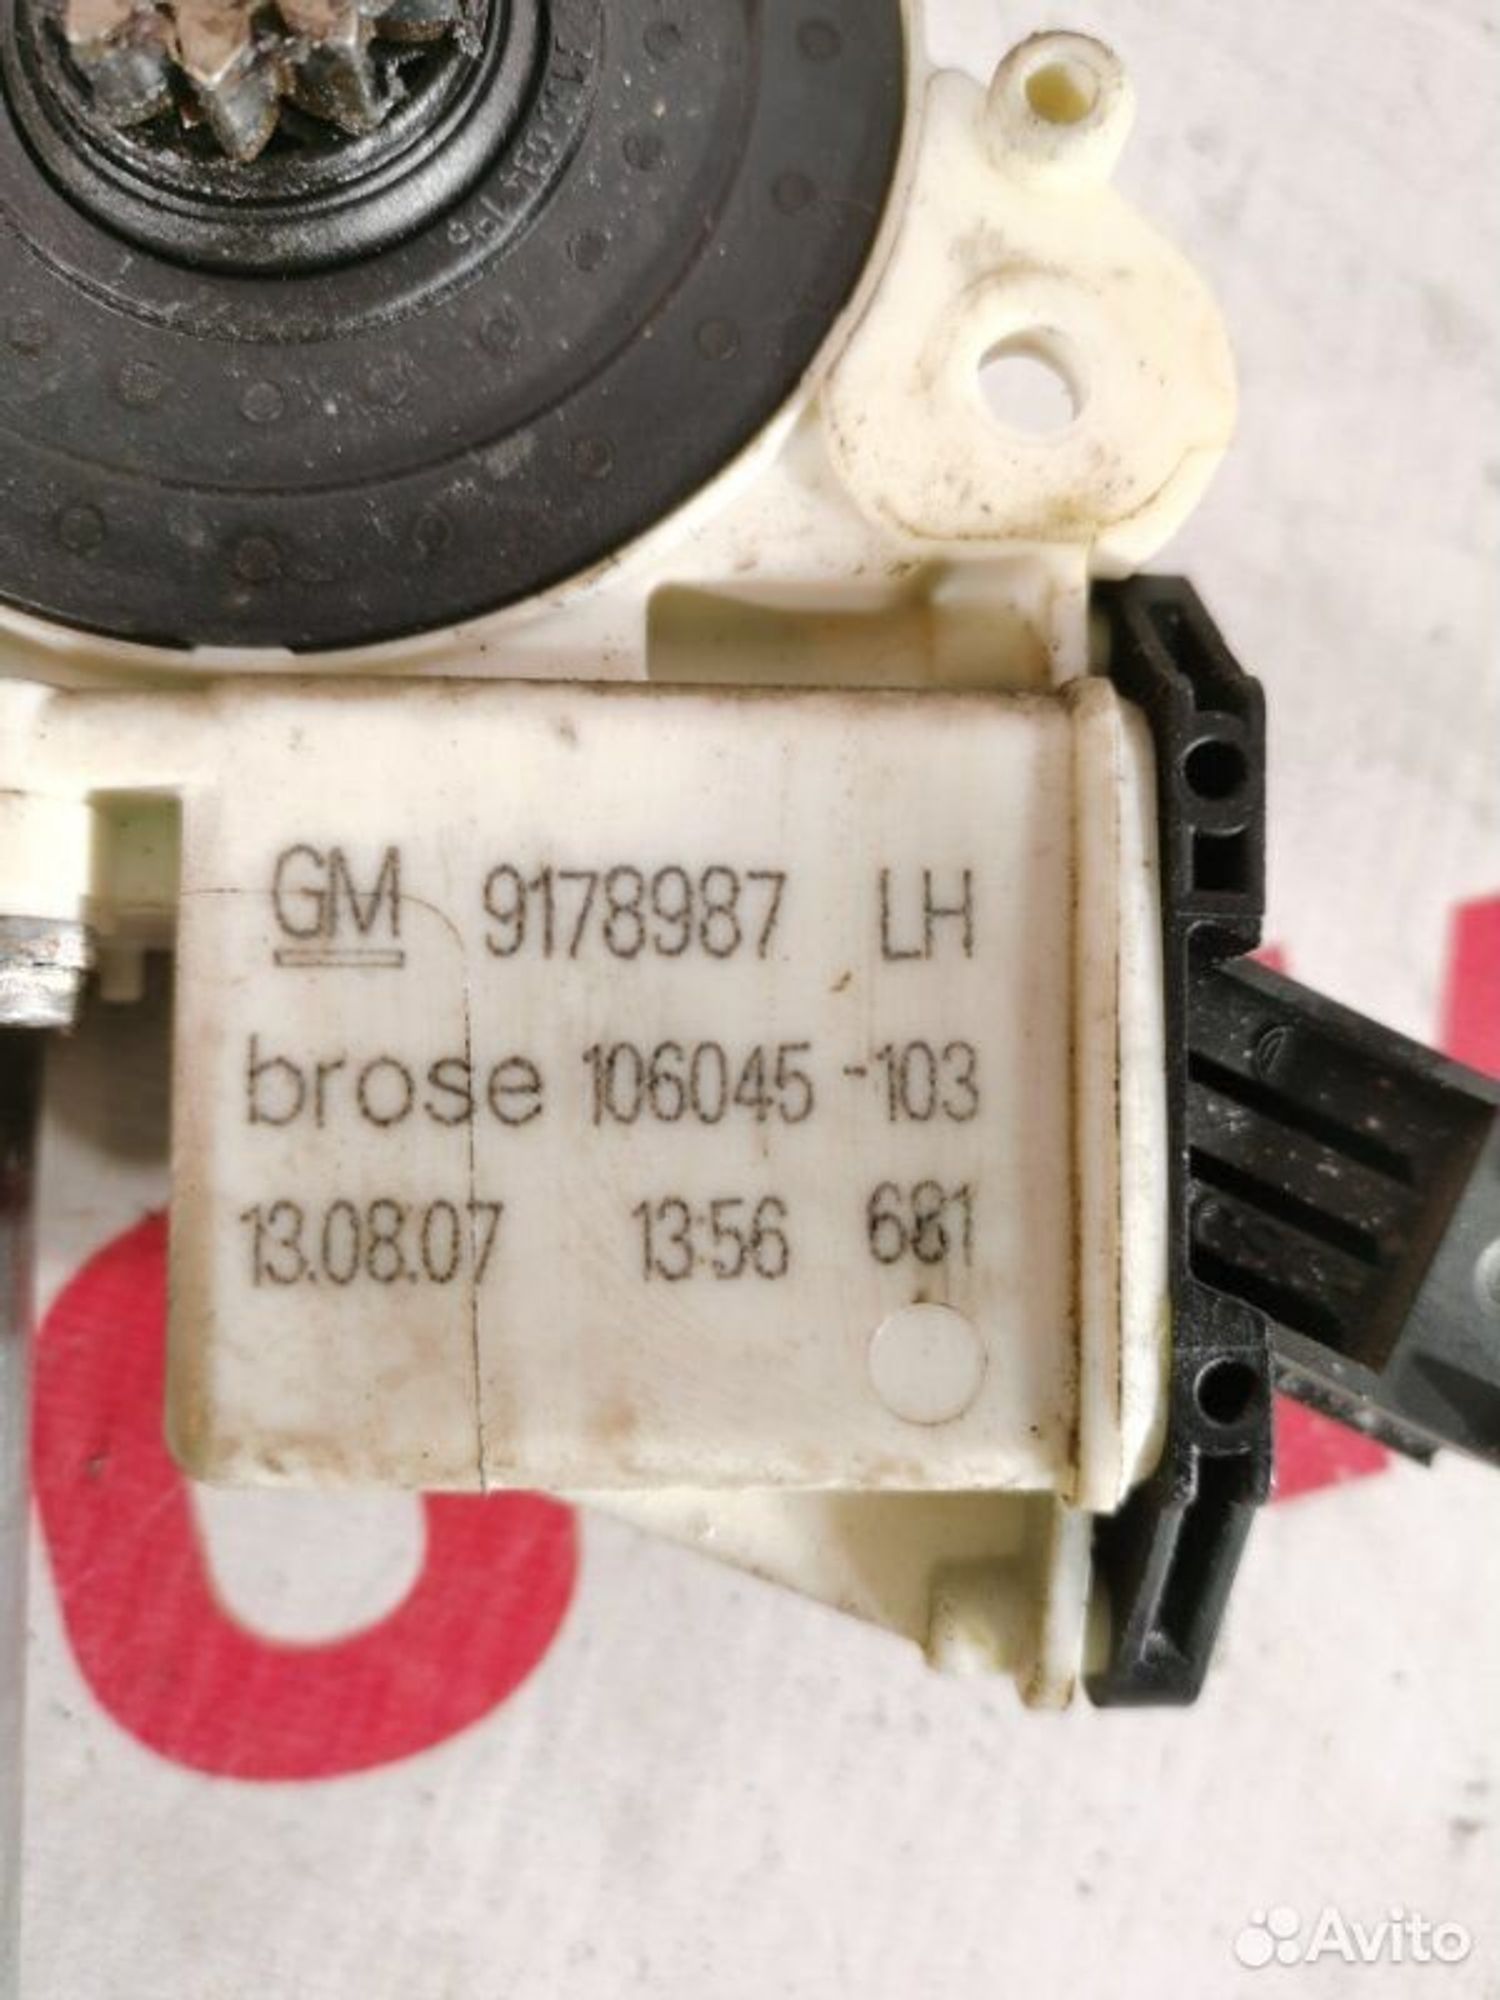 GM 9178987 LH
brose 106045-103
13.08.07 13:56 681
Avito